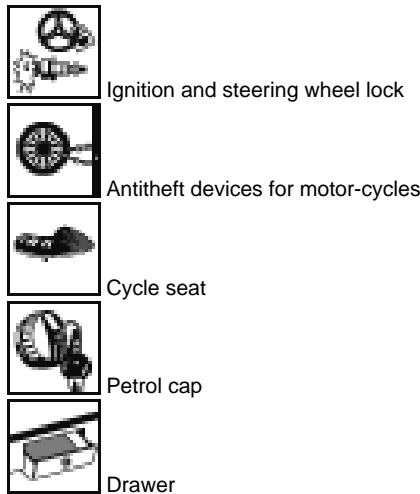 Ignition and steering wheel lock
Antitheft devices for motor-cycles
Cycle seat
Petrol cap
Drawer